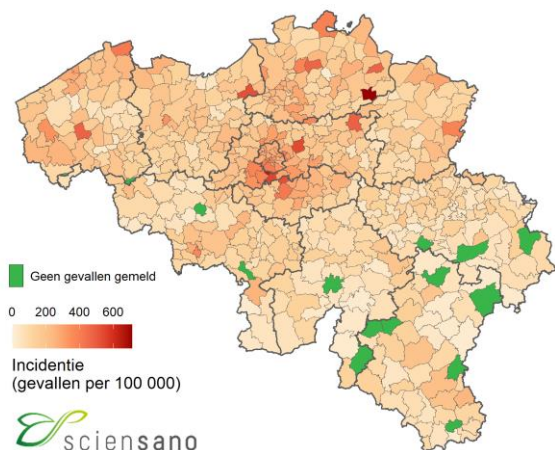 Geen gevallen gemeld
0 200 400 600
Incidentie
(gevallen per 100 000)
sciensano